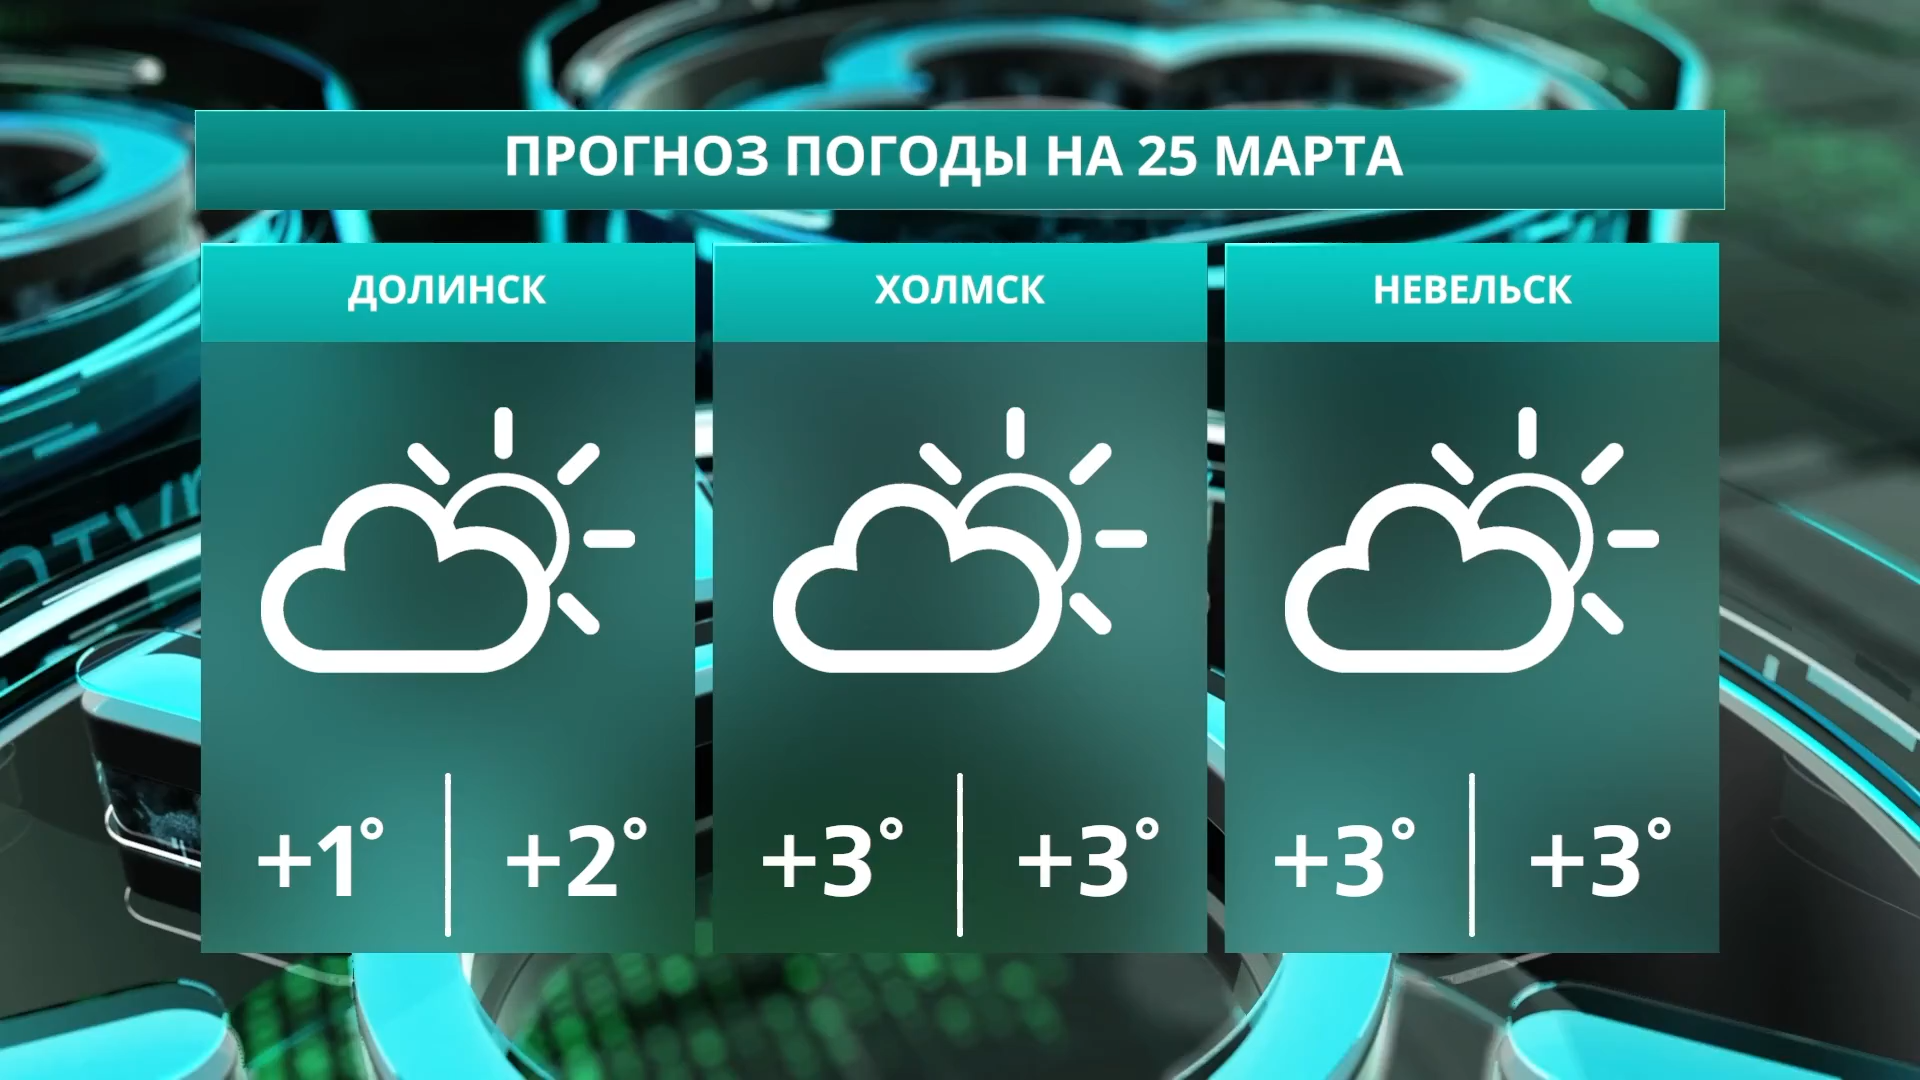 ПРОГНОЗ ПОГОДЫ НА 25 МАРТА
ДОЛИНСК
ХОЛМСК
НЕВЕЛЬСК
+1° +2°
+3° +3°
+3° +3°